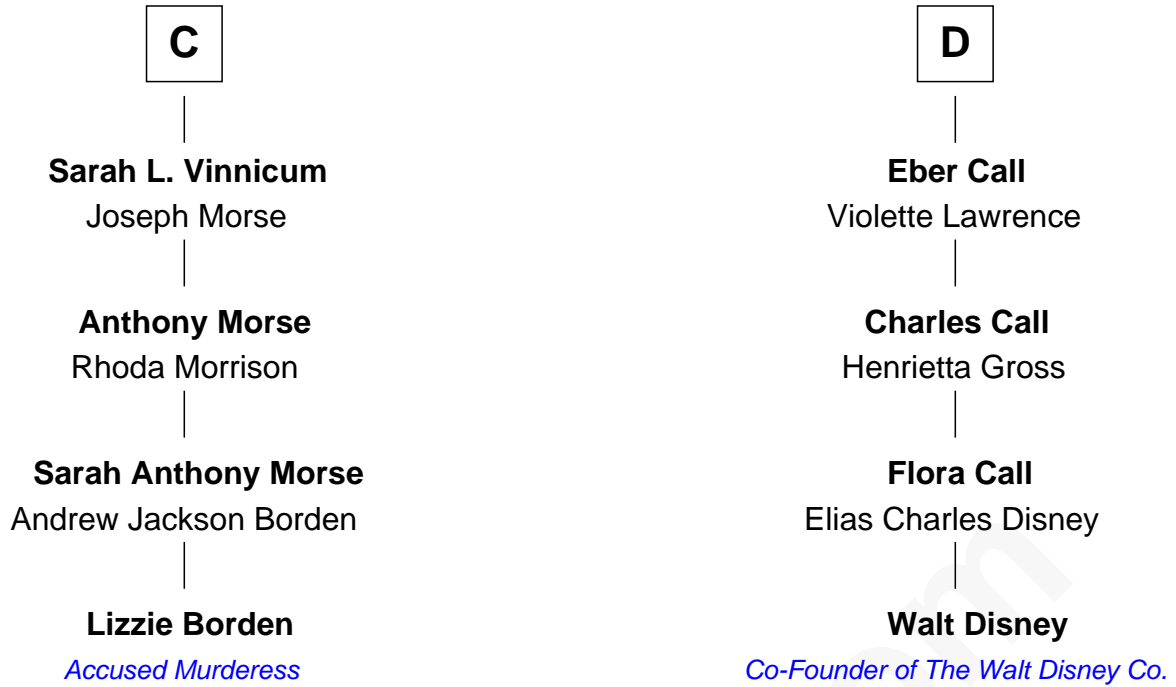 C
Sarah L. Vinnicum
Joseph Morse
Anthony Morse
Rhoda Morrison
Sarah Anthony Morse
Andrew Jackson Borden
Lizzie Borden
Accused Murderess
D
Eber Call
Violette Lawrence
Charles Call
Henrietta Gross
Flora Call
Elias Charles Disney
Walt Disney
Co-Founder of The Walt Disney Co.